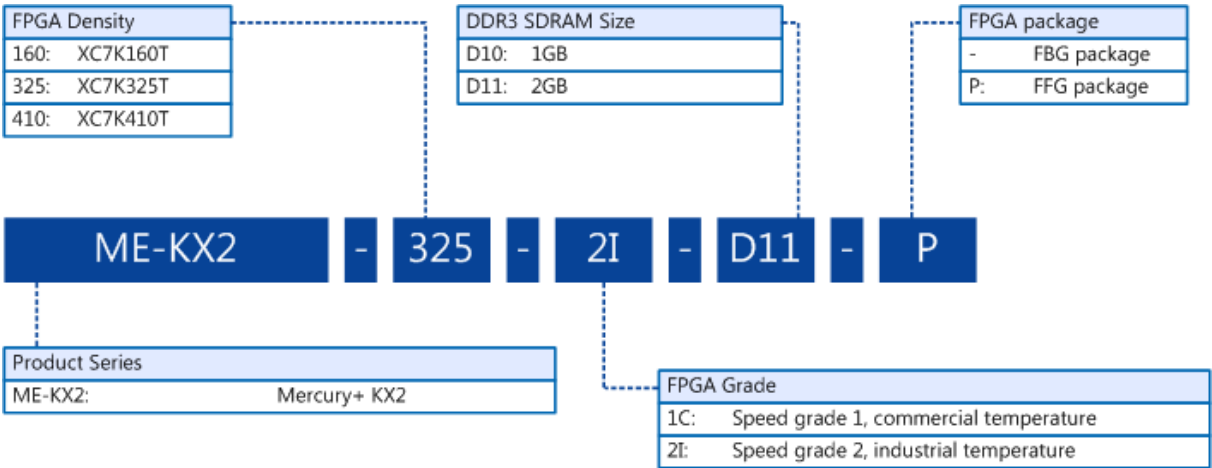 FPGA Density
160: XC7K160T
325: XC7K325T
410: XC7K410T
DDR3 SDRAM Size
D10: 1GB
D11: 2GB
FPGA package
- FBG package
P: FFG package
ME-KX2 - 325 - 2I - D11 - P
Product Series
ME-KX2: Mercury+ KX2
FPGA Grade
1C: Speed grade 1, commercial temperature
2I: Speed grade 2, industrial temperature